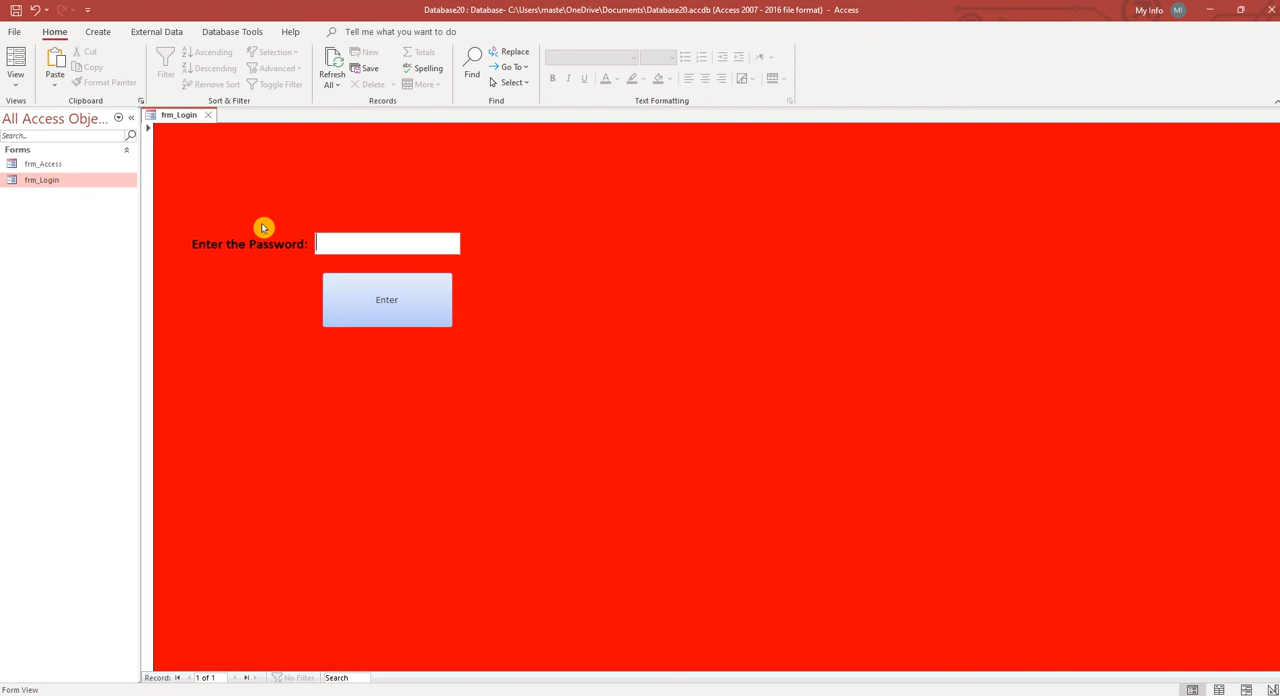 Database20 : Database- C:\Users\maste\OneDrive\Documents\Database20.accdb (Access 2007 - 2016 file format) - Access
My Info
MI
File
Home
Create
External Data
Database Tools
Help
Tell me what you want to do
View
Views
Paste
Cut
Copy
Format Painter
Clipboard
Filter
Ascending
Descending
Remove Sort
Selection
Advanced
Toggle Filter
Sort & Filter
Refresh
All
New
Save
Delete
Totals
Spelling
More
Records
Find
Replace
Go To
Select
Find
B I U A
Text Formatting
All Access Obje...
Search...
Forms
frm_Access
frm_Login
frm_Login
Enter the Password:
Enter
Record:
1 of 1
No Filter
Search
Form View